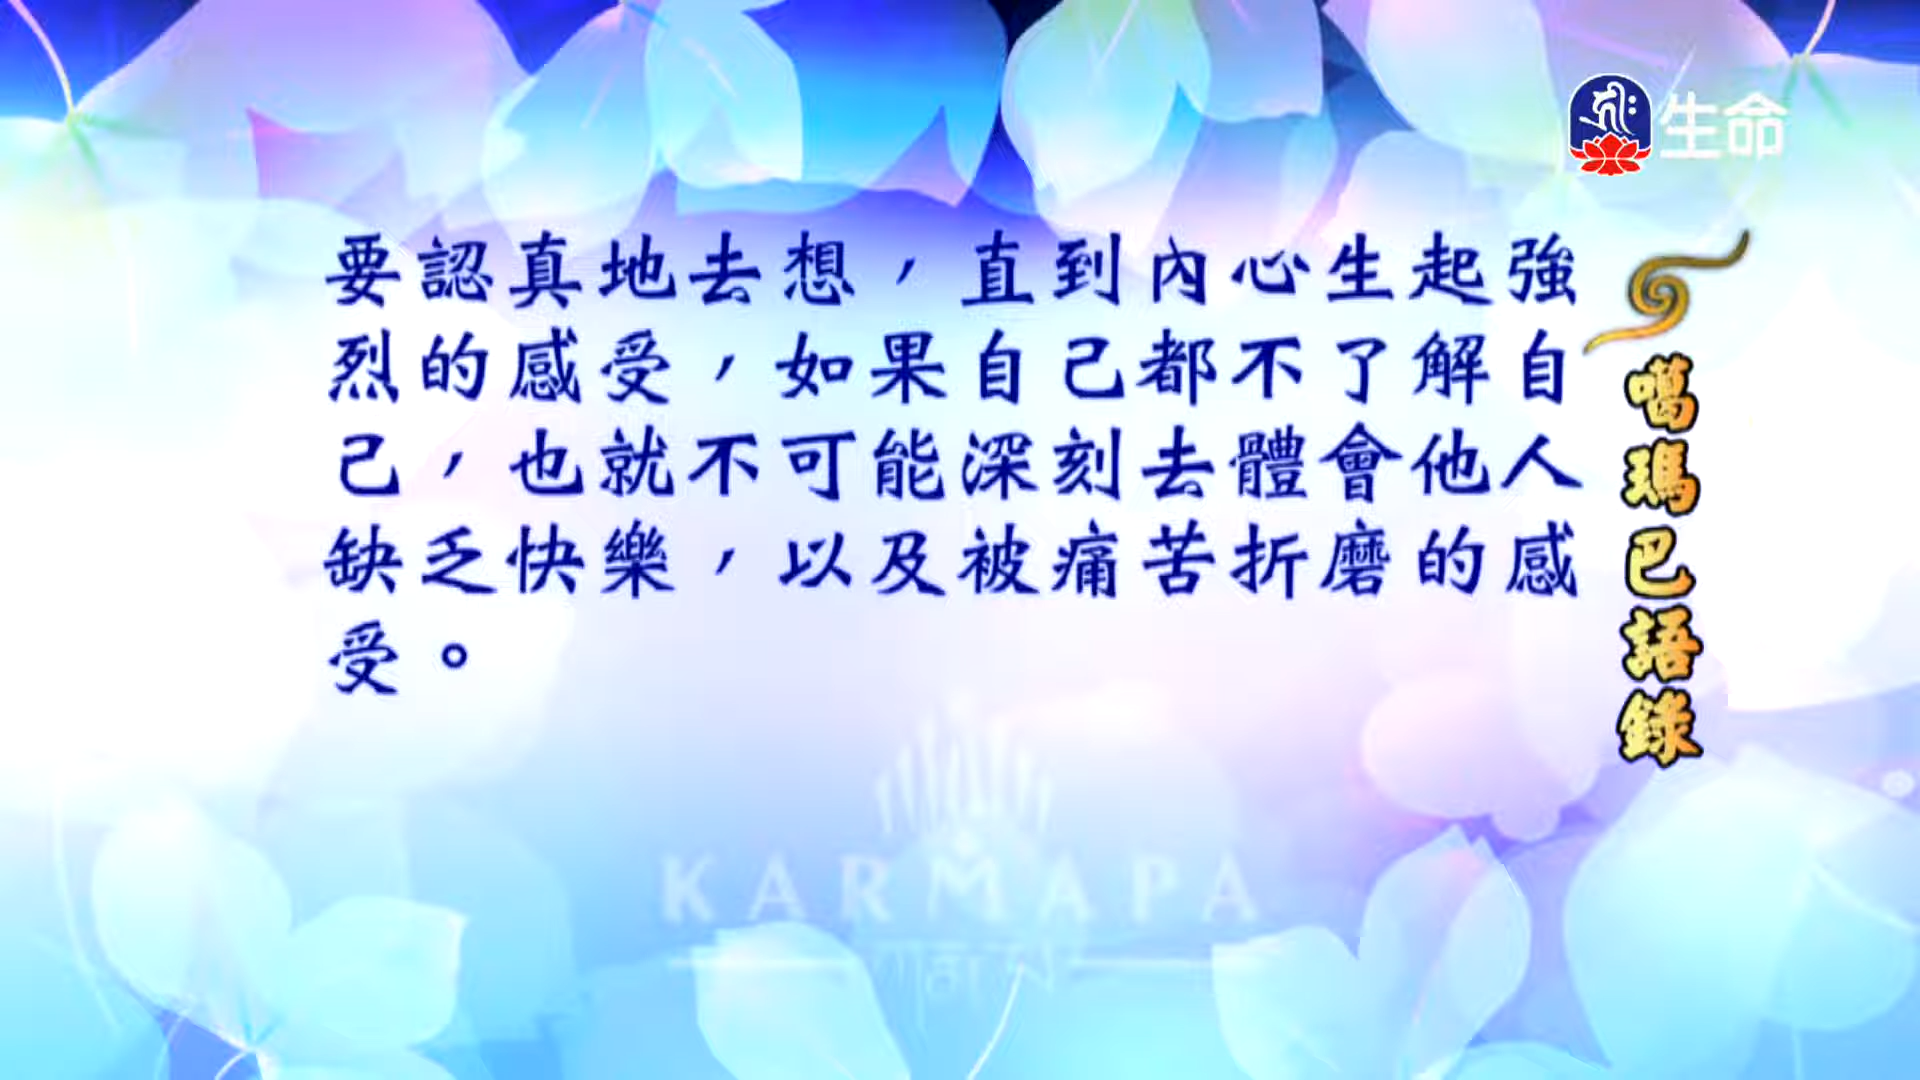 生命
要認真地去想，直到內心生起強
烈的感受，如果自己都不了解自
己，也就不可能深刻去體會他人
缺乏快樂，以及被痛苦折磨的感
受。
噶瑪巴語錄
KARMAPA